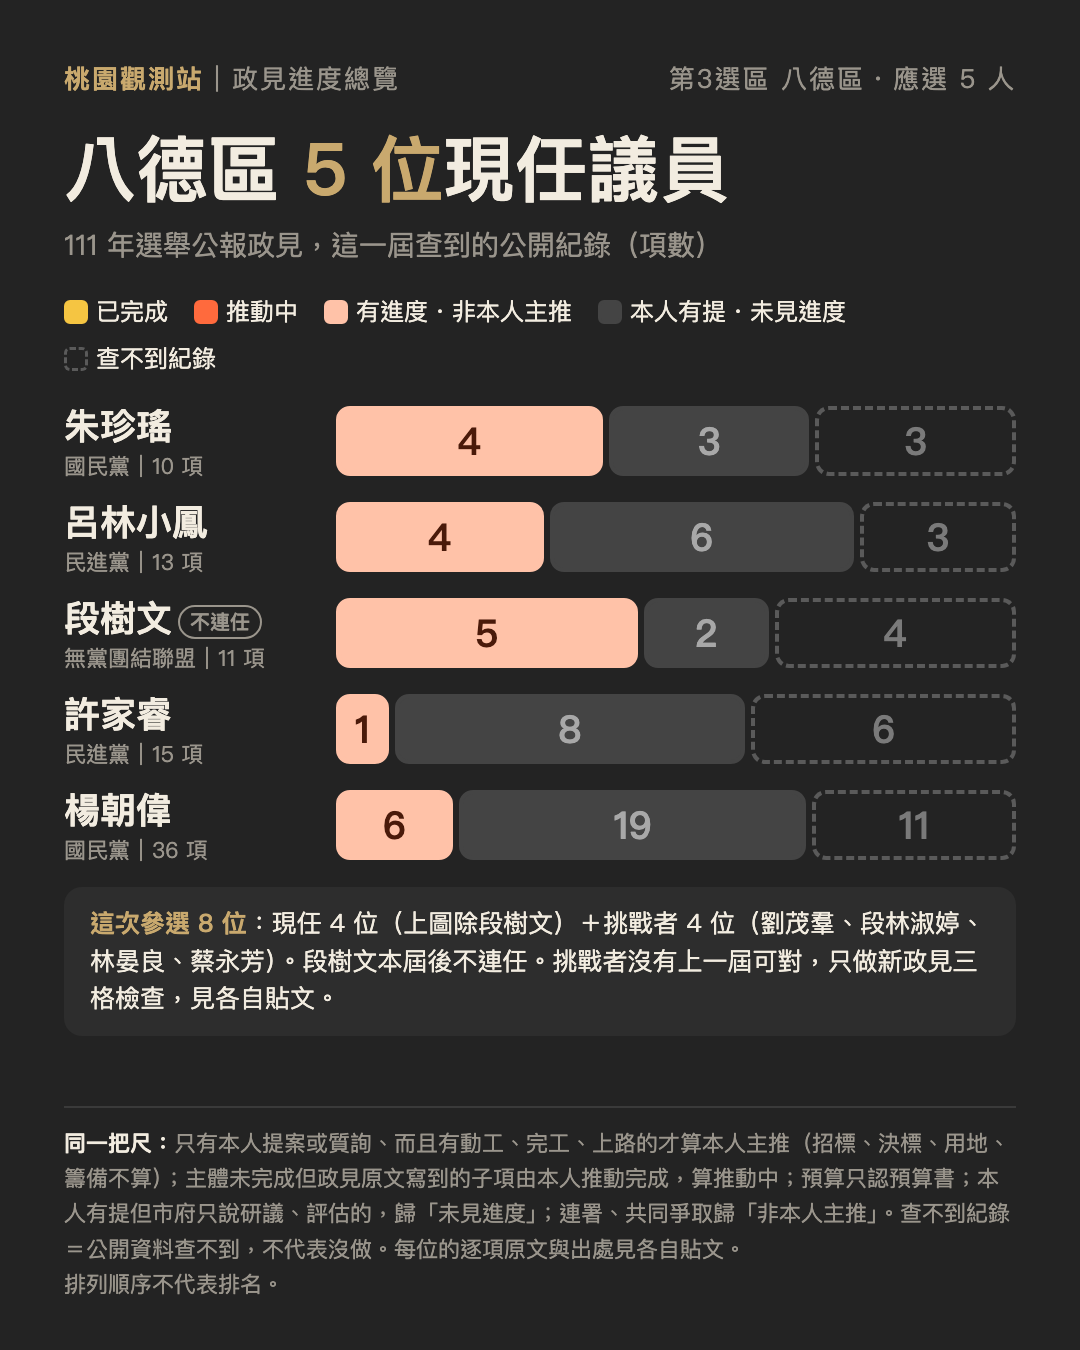 桃園觀測站｜政見進度總覽
第3選區 八德區・應選 5 人
八德區 5 位現任議員
111 年選舉公報政見，這一屆查到的公開紀錄（項數）
已完成 推動中 有進度・非本人主推 本人有提・未見進度
查不到紀錄
朱珍瑤
國民黨｜10 項
4 3 3
呂林小鳳
民進黨｜13 項
4 6 3
段樹文 不連任
無黨團結聯盟｜11 項
5 2 4
許家睿
民進黨｜15 項
1 8 6
楊朝偉
國民黨｜36 項
6 19 11
這次參選 8 位：現任 4 位（上圖除段樹文）＋挑戰者 4 位（劉茂羣、段林淑婷、
林晏良、蔡永芳）。段樹文本屆後不連任。挑戰者沒有上一屆可對，只做新政見三
格檢查，見各自貼文。
同一把尺：只有本人提案或質詢、而且有動工、完工、上路的才算本人主推（招標、決標、用地、
籌備不算）；主體未完成但政見原文寫到的子項由本人推動完成，算推動中；預算只認預算書；本
人有提但市府只說研議、評估的，歸「未見進度」；連署、共同爭取歸「非本人主推」。查不到紀錄
＝公開資料查不到，不代表沒做。每位的逐項原文與出處見各自貼文。
排列順序不代表排名。